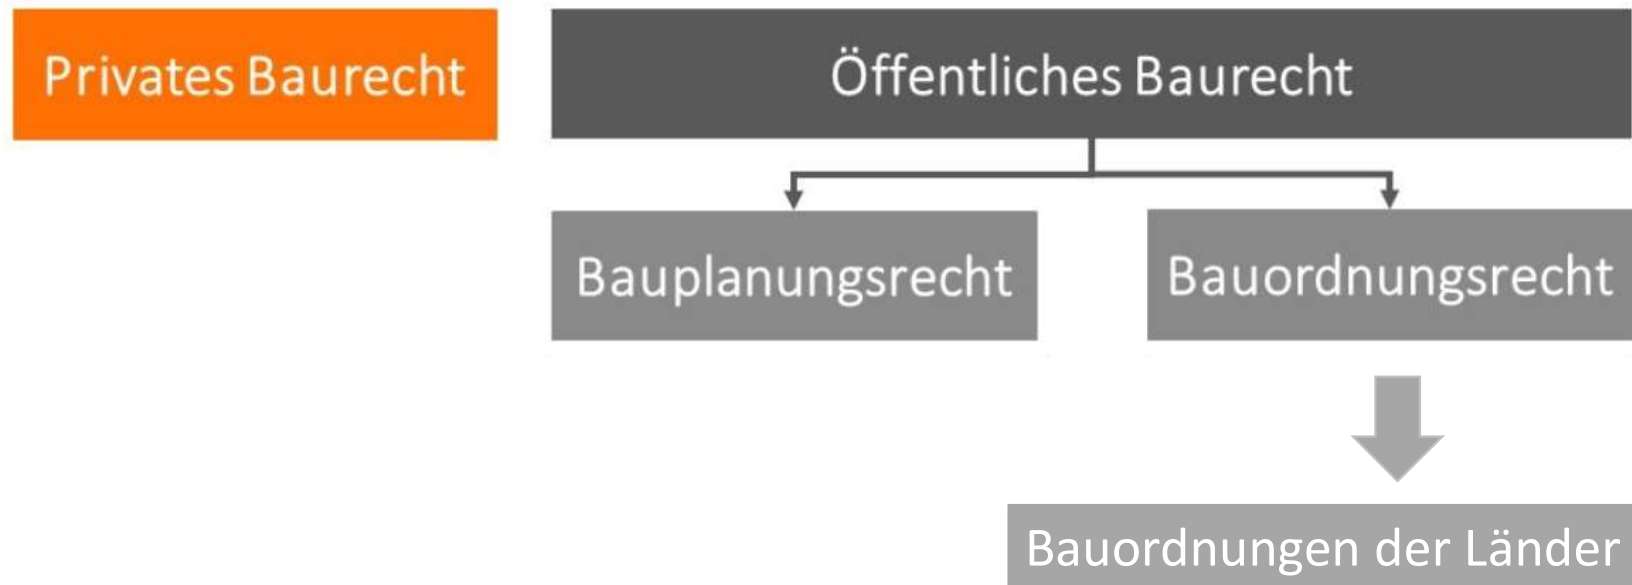 Privates Baurecht
Öffentliches Baurecht
Bauplanungsrecht
Bauordnungsrecht
Bauordnungen der Länder